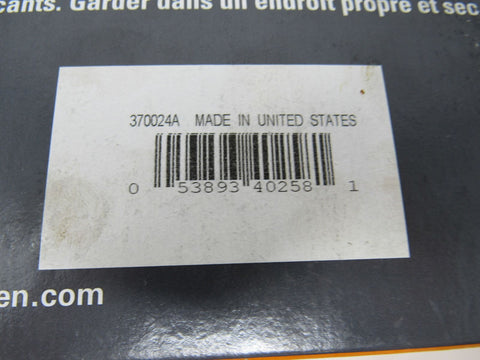 cants. Garder dans un endroit propre et sec
370024A MADE IN UNITED STATES
0 53893 40258 1
en.com